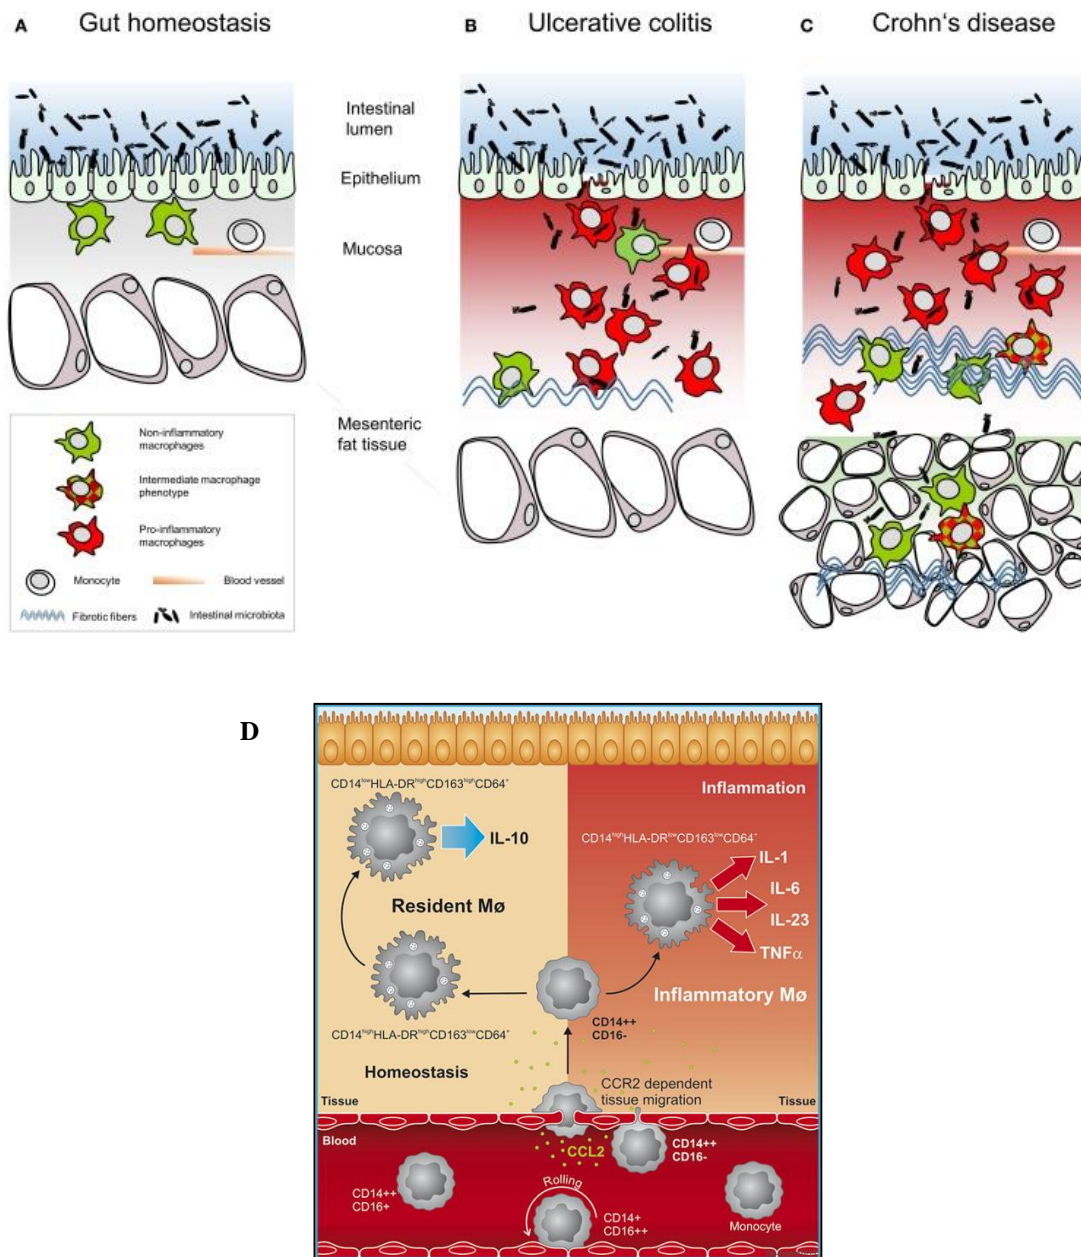 A Gut homeostasis
B Ulcerative colitis
C Crohn's disease
Intestinal
lumen
Epithelium
Mucosa
Mesenteric
fat tissue
Non-inflammatory
macrophages
Intermediate macrophage
phenotype
Pro-inflammatory
macrophages
Monocyte
Blood vessel
Fibrotic fibers
Intestinal microbiota
D
CD14lowHLA-DRhighCD163highCD64+
Inflammation
IL-10
CD14highHLA-DRlowCD163lowCD64+
IL-1
IL-6
IL-23
TNFα
Resident Mø
Inflammatory Mø
CD14++
CD16-
CD14highHLA-DRhighCD163lowCD64+
Homeostasis
CCR2 dependent
tissue migration
Tissue
Tissue
Blood
CCL2
CD14++
CD16-
CD14++
CD16+
Rolling
CD14+
CD16++
Monocyte